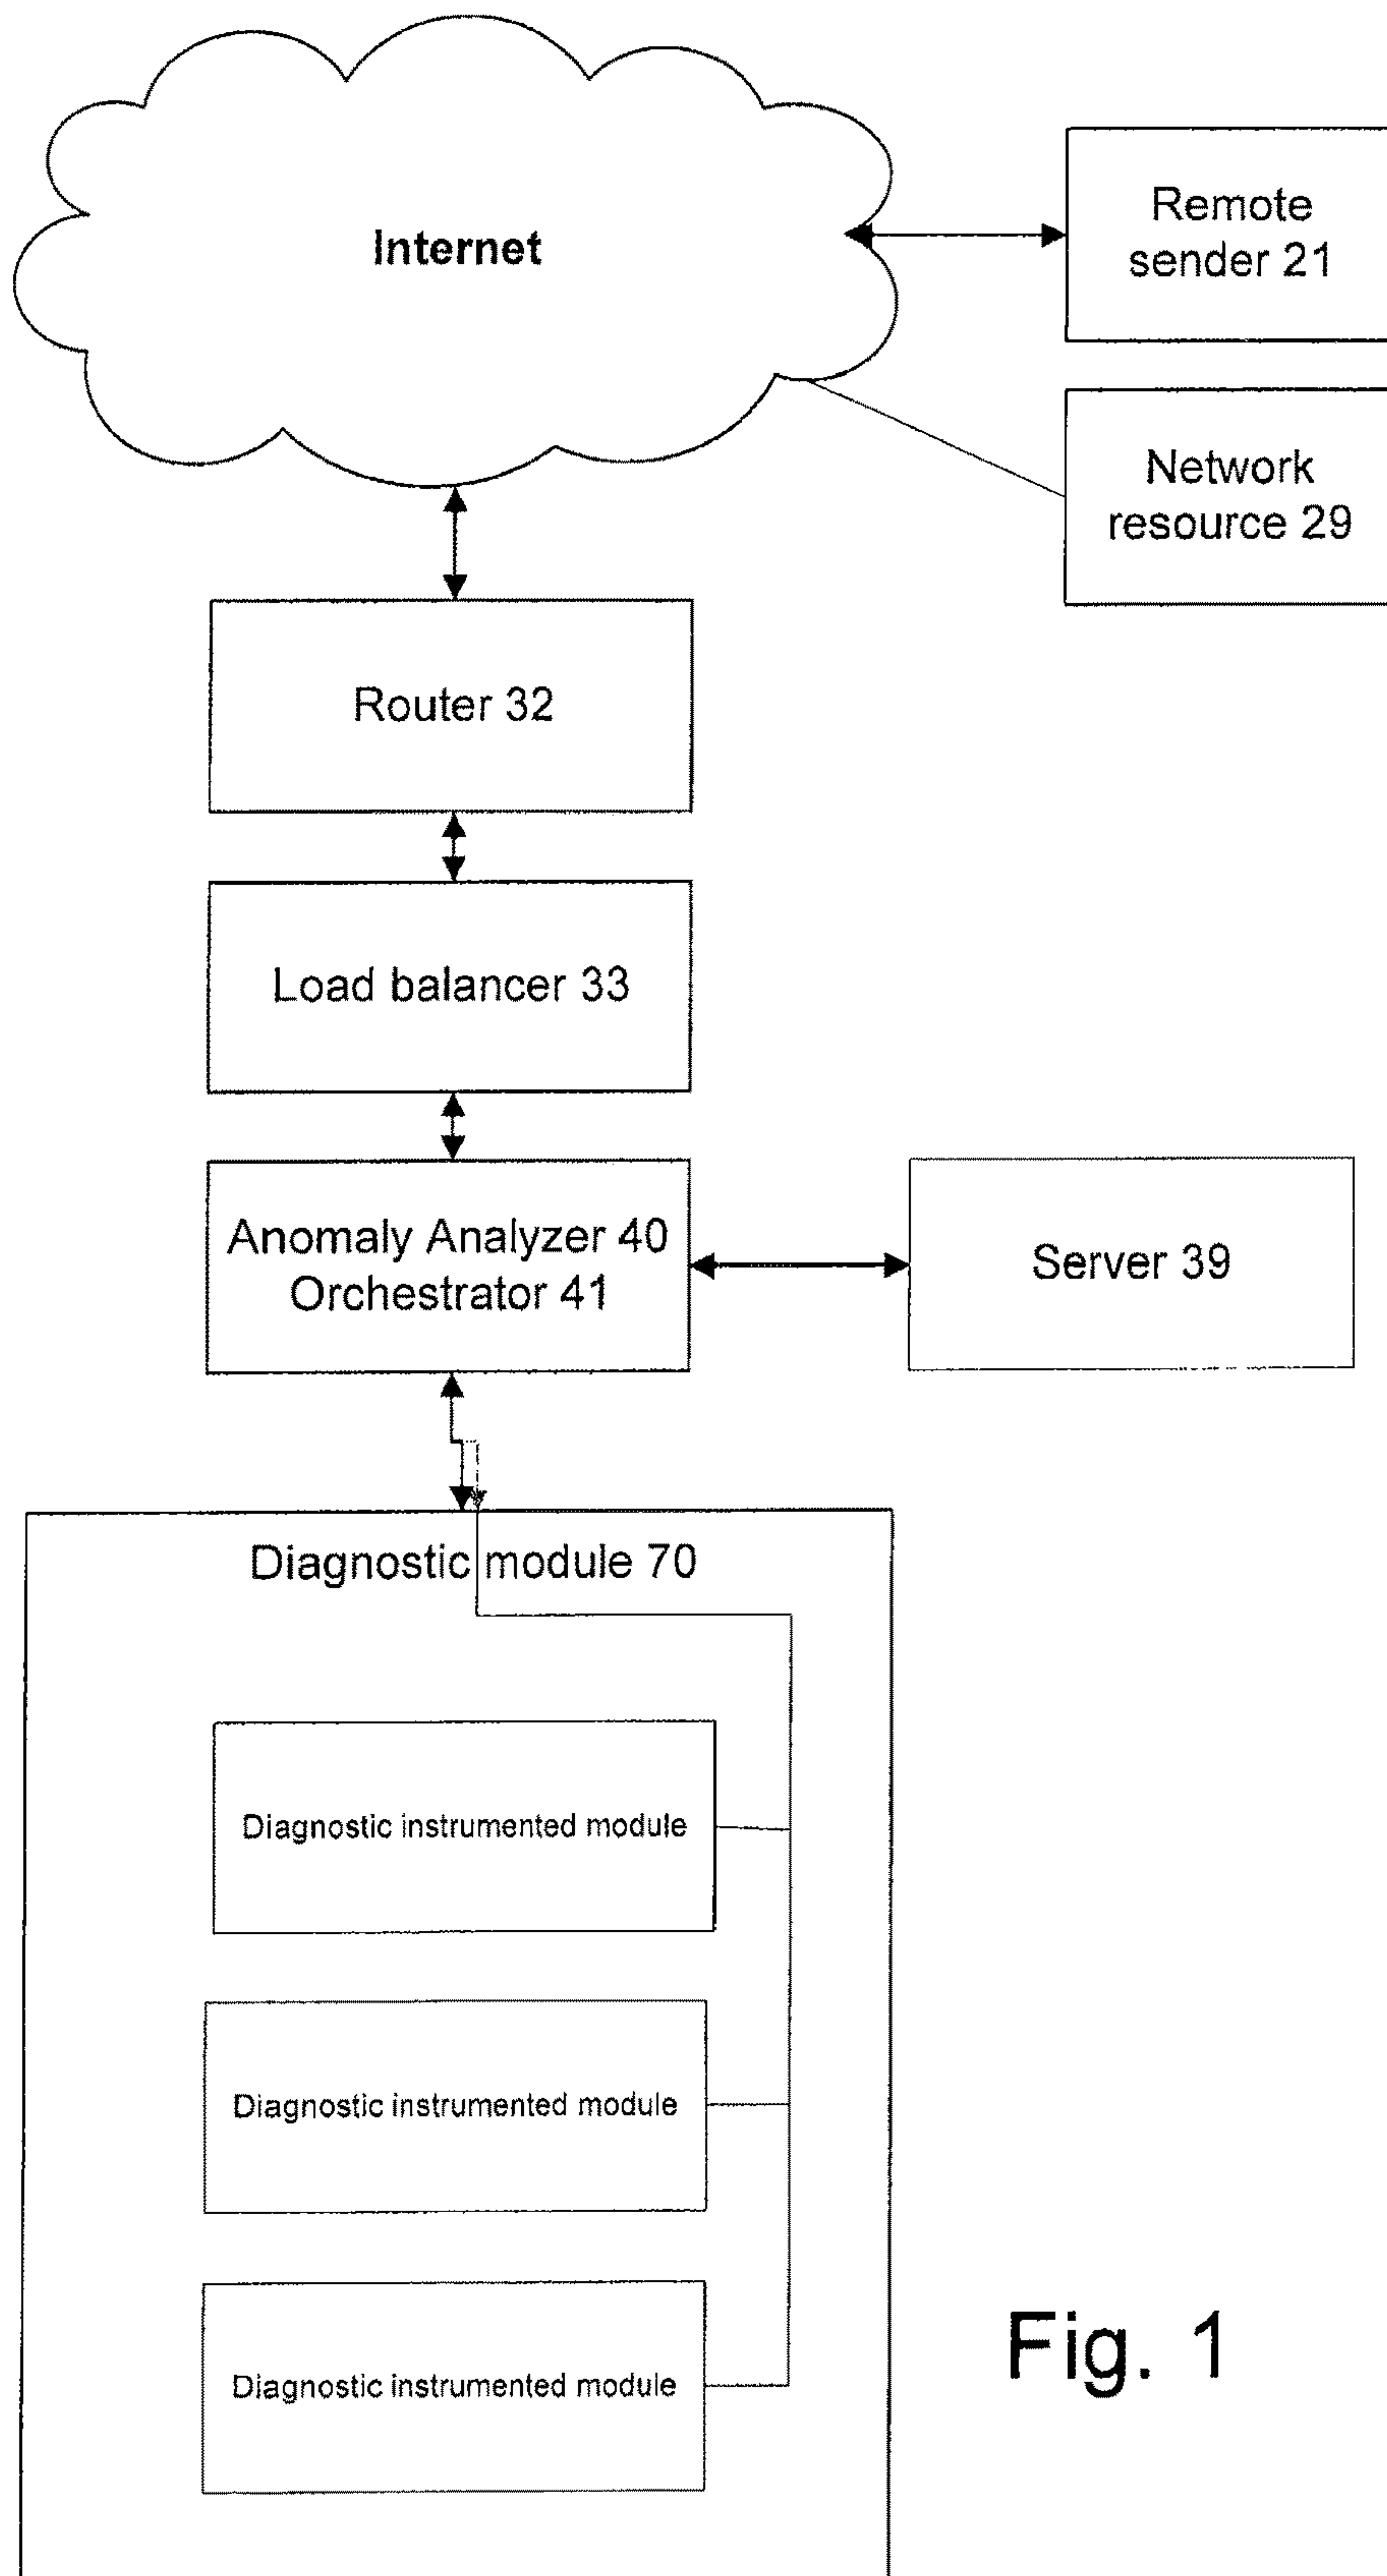 Internet
Remote
sender 21
Network
resource 29
Router 32
Load balancer 33
Anomaly Analyzer 40
Orchestrator 41
Server 39
Diagnostic module 70
Diagnostic instrumented module
Diagnostic instrumented module
Diagnostic instrumented module
Fig. 1